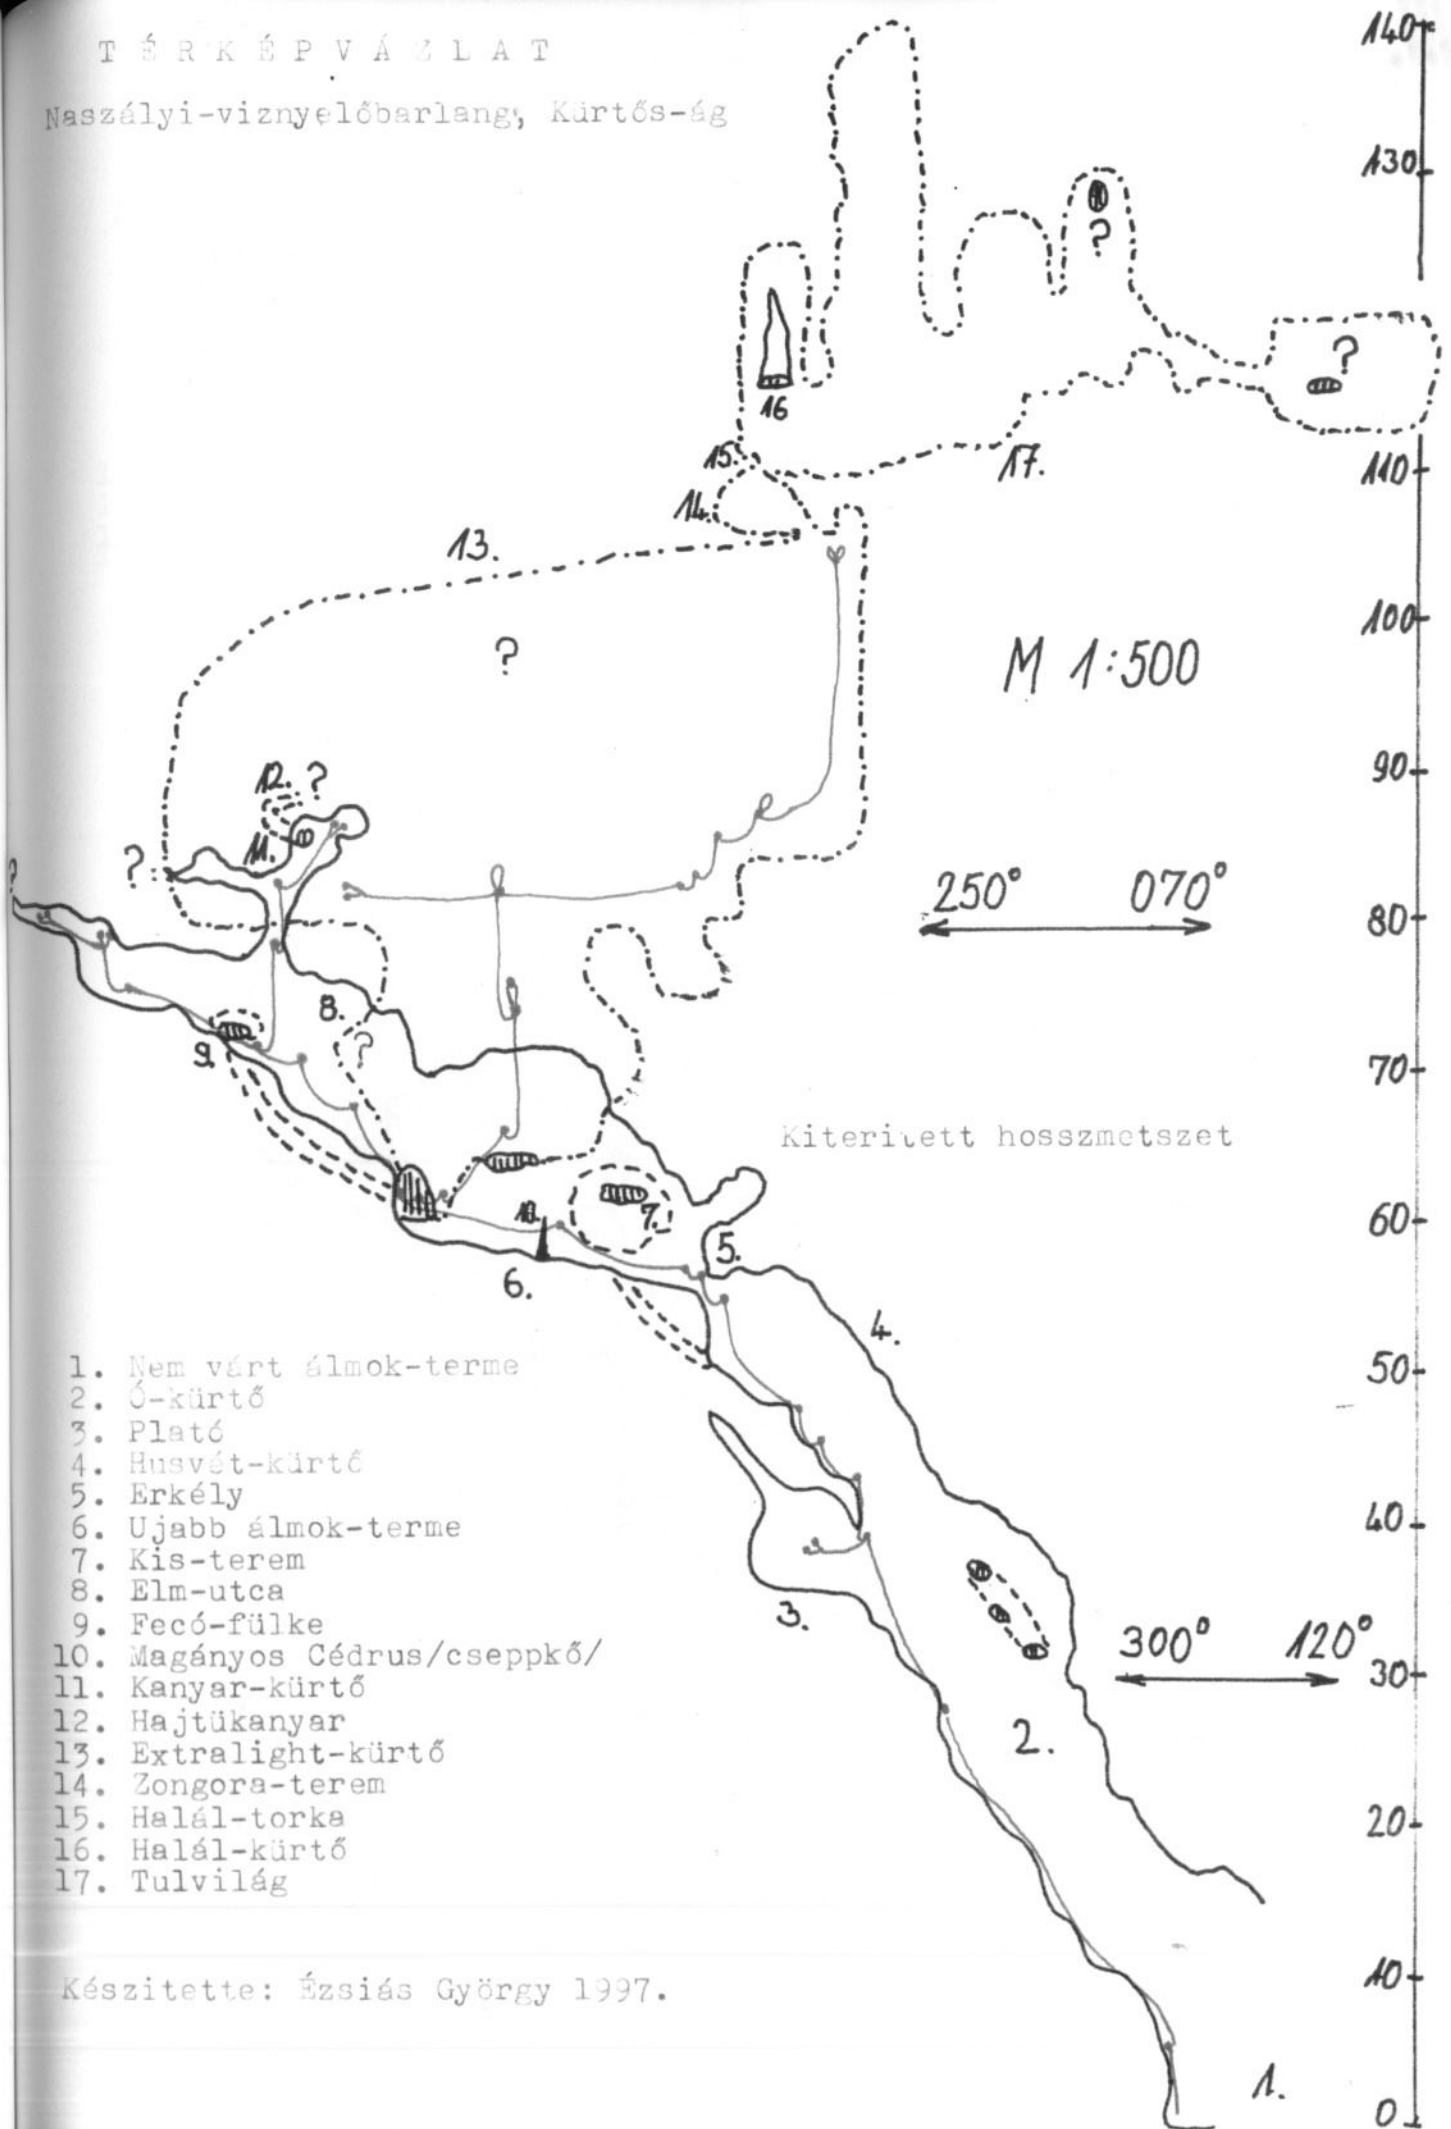 TÉRKÉPVÁZLAT
Naszályi-viznyelőbarlang, Kürtős-ág
140
130
?
?
16
15.
17.
110
14.
13.
100
?
M 1:500
12. ?
90
11.
?
?
250° 070°
80
8.
?
9.
70
Kiterített hosszmetszet
10.
7.
60
5.
6.
4.
50
1. Nem várt álmok-terme
2. Ó-kürtő
3. Plató
4. Husvét-kürtő
5. Erkély
6. Ujabb álmok-terme
7. Kis-terem
8. Elm-utca
9. Fecó-fülke
10. Magányos Cédrus/cseppkő/
11. Kanyar-kürtő
12. Hajtükanyar
13. Extralight-kürtő
14. Zongora-terem
15. Halál-torka
16. Halál-kürtő
17. Tulvilág
40
3.
300° 120°
30
2.
20
10
Készitette: Ézsiás György 1997.
1.
0